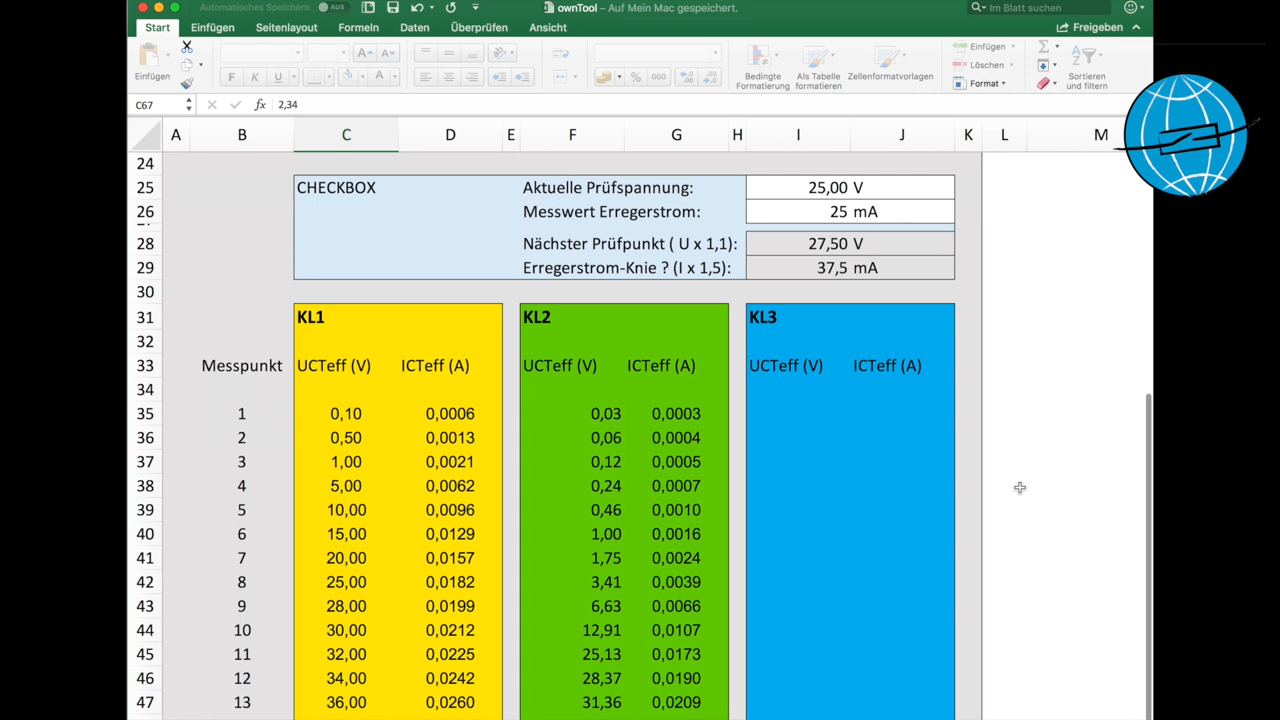 Automatisches Speichern AUS
ownTool – Auf Mein Mac gespeichert.
Im Blatt suchen
Start Einfügen Seitenlayout Formeln Daten Überprüfen Ansicht Freigeben
Einfügen
F K U A
% 000
Bedingte Formatierung
Als Tabelle formatieren
Zellenformatvorlagen
Einfügen
Löschen
Format
Sortieren und filtern
C67 fx 2,34
A B C D E F G H I J K L M
24
25 CHECKBOX Aktuelle Prüfspannung: 25,00 V
26 Messwert Erregerstrom: 25 mA
28 Nächster Prüfpunkt ( U x 1,1): 27,50 V
29 Erregerstrom-Knie ? (I x 1,5): 37,5 mA
30
31 KL1 KL2 KL3
32
33 Messpunkt UCTeff (V) ICTeff (A) UCTeff (V) ICTeff (A) UCTeff (V) ICTeff (A)
34
35 1 0,10 0,0006 0,03 0,0003
36 2 0,50 0,0013 0,06 0,0004
37 3 1,00 0,0021 0,12 0,0005
38 4 5,00 0,0062 0,24 0,0007
39 5 10,00 0,0096 0,46 0,0010
40 6 15,00 0,0129 1,00 0,0016
41 7 20,00 0,0157 1,75 0,0024
42 8 25,00 0,0182 3,41 0,0039
43 9 28,00 0,0199 6,63 0,0066
44 10 30,00 0,0212 12,91 0,0107
45 11 32,00 0,0225 25,13 0,0173
46 12 34,00 0,0242 28,37 0,0190
47 13 36,00 0,0260 31,36 0,0209